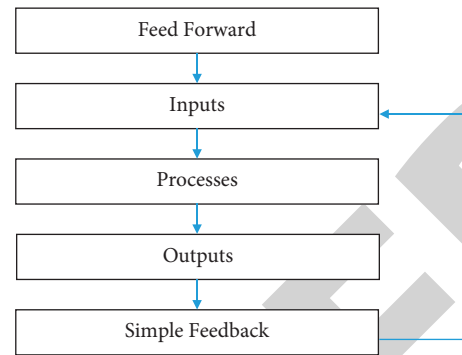 Feed Forward
Inputs
Processes
Outputs
Simple Feedback